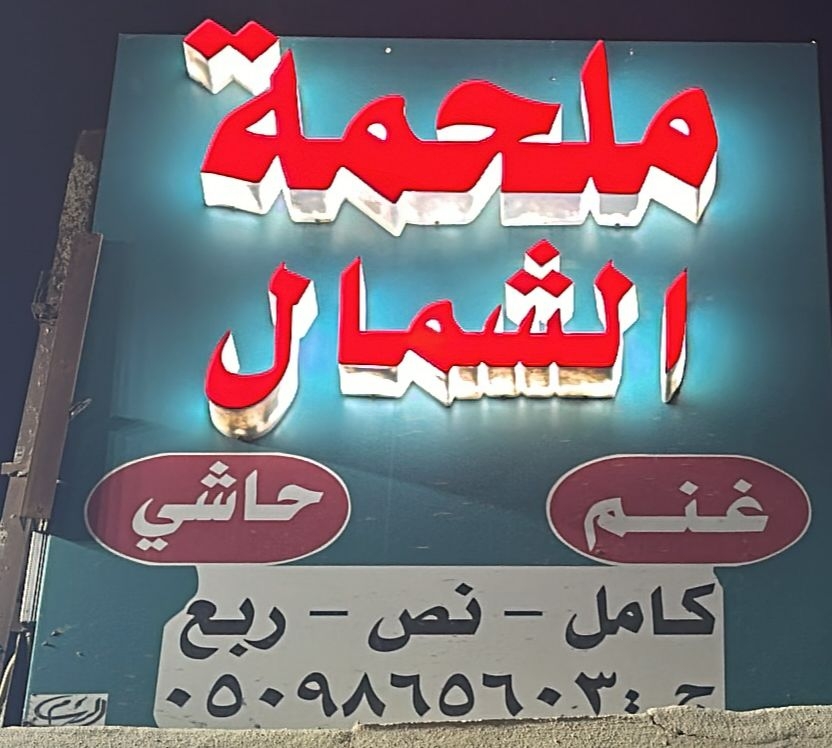 ملحمة
الشمال
غنم حاشي
كامل - نص - ربع
ج : ٠٥٠٩٨٦٥٦٠٣